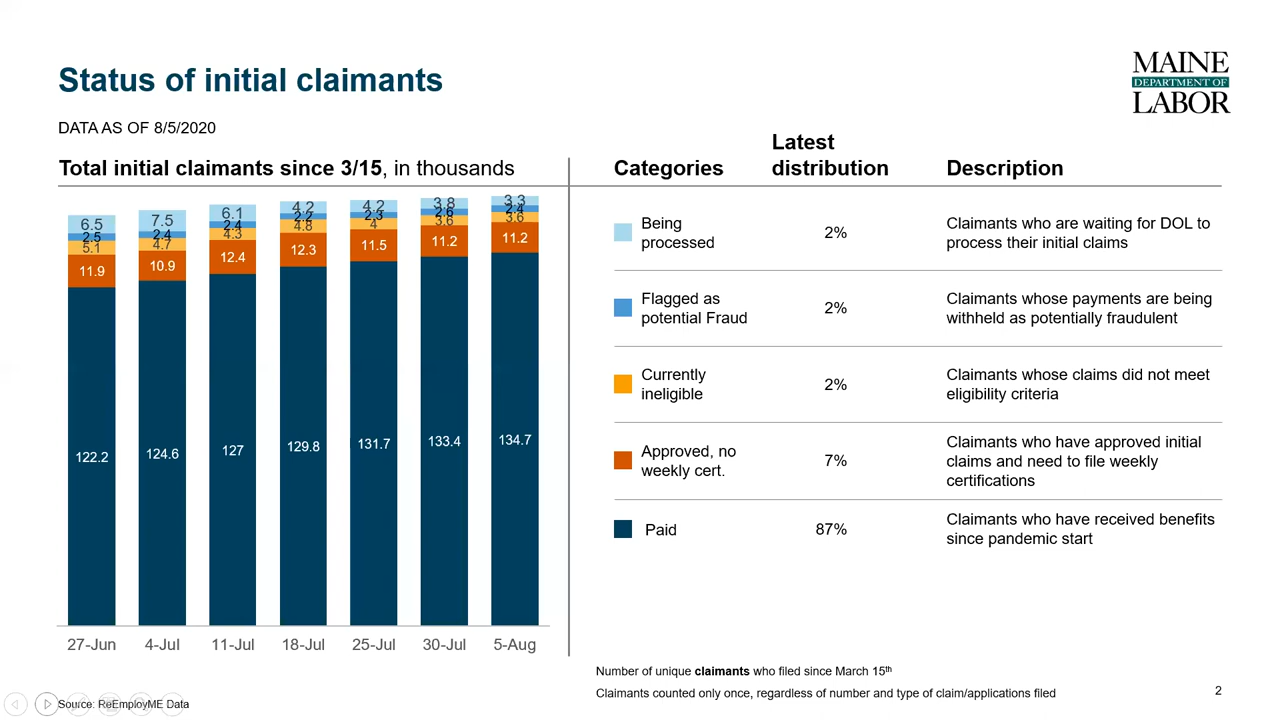 Status of initial claimants
MAINE
DEPARTMENT OF
LABOR
DATA AS OF 8/5/2020
Total initial claimants since 3/15, in thousands
6.5
2.5
5.1
11.9
122.2
7.5
2.4
4.7
10.9
124.6
6.1
2.4
4.3
12.4
127
4.2
2.2
4.8
12.3
129.8
4.2
2.3
4
11.5
131.7
3.8
2.6
3.6
11.2
133.4
3.3
2.4
3.6
11.2
134.7
27-Jun
4-Jul
11-Jul
18-Jul
25-Jul
30-Jul
5-Aug
Source: ReEmployME Data
Categories
Latest
distribution
Description
Being
processed
2%
Claimants who are waiting for DOL to
process their initial claims
Flagged as
potential Fraud
2%
Claimants whose payments are being
withheld as potentially fraudulent
Currently
ineligible
2%
Claimants whose claims did not meet
eligibility criteria
Approved, no
weekly cert.
7%
Claimants who have approved initial
claims and need to file weekly
certifications
Paid
87%
Claimants who have received benefits
since pandemic start
Number of unique claimants who filed since March 15th
Claimants counted only once, regardless of number and type of claim/applications filed
2